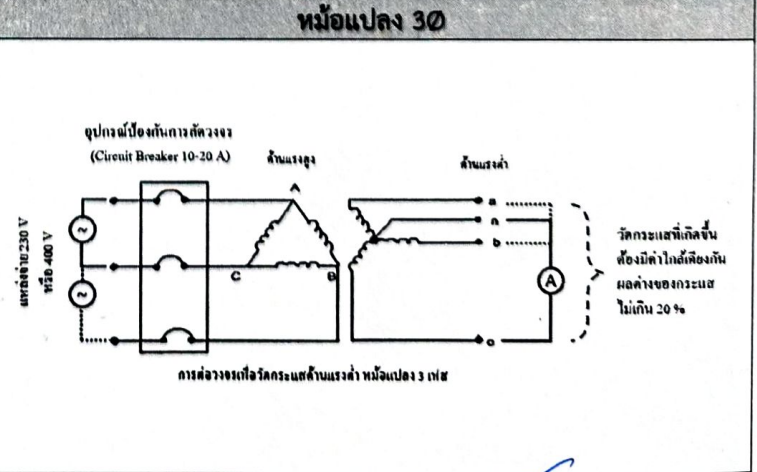 หม้อแปลง 3Ø
อุปกรณ์ป้องกันการลัดวงจร
(Circuit Breaker 10-20 A)
ด้านแรงสูง
ด้านแรงต่ำ
แหล่งจ่าย 230 V
หรือ 400 V
~
~
A
C
B
a
n
b
c
A
วัดกระแสที่เกิดขึ้น
ต้องมีค่าใกล้เคียงกัน
ผลต่างของกระแส
ไม่เกิน 20 %
การต่อวงจรเพื่อวัดกระแสด้านแรงต่ำ หม้อแปลง 3 เฟส